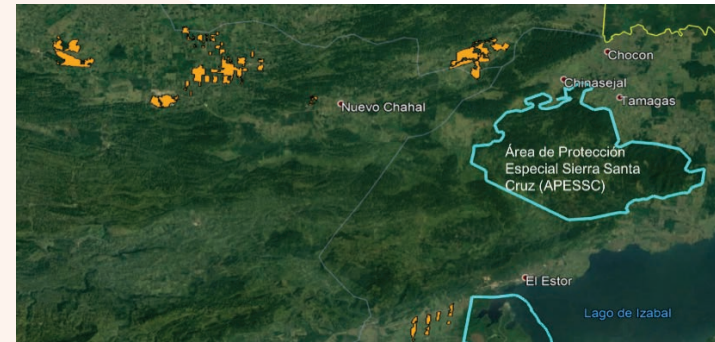 Chocon
Chinasejal
Tamagas
Nuevo Chahal
Área de Protección
Especial Sierra Santa
Cruz (APESSC)
El Estor
Lago de Izabal